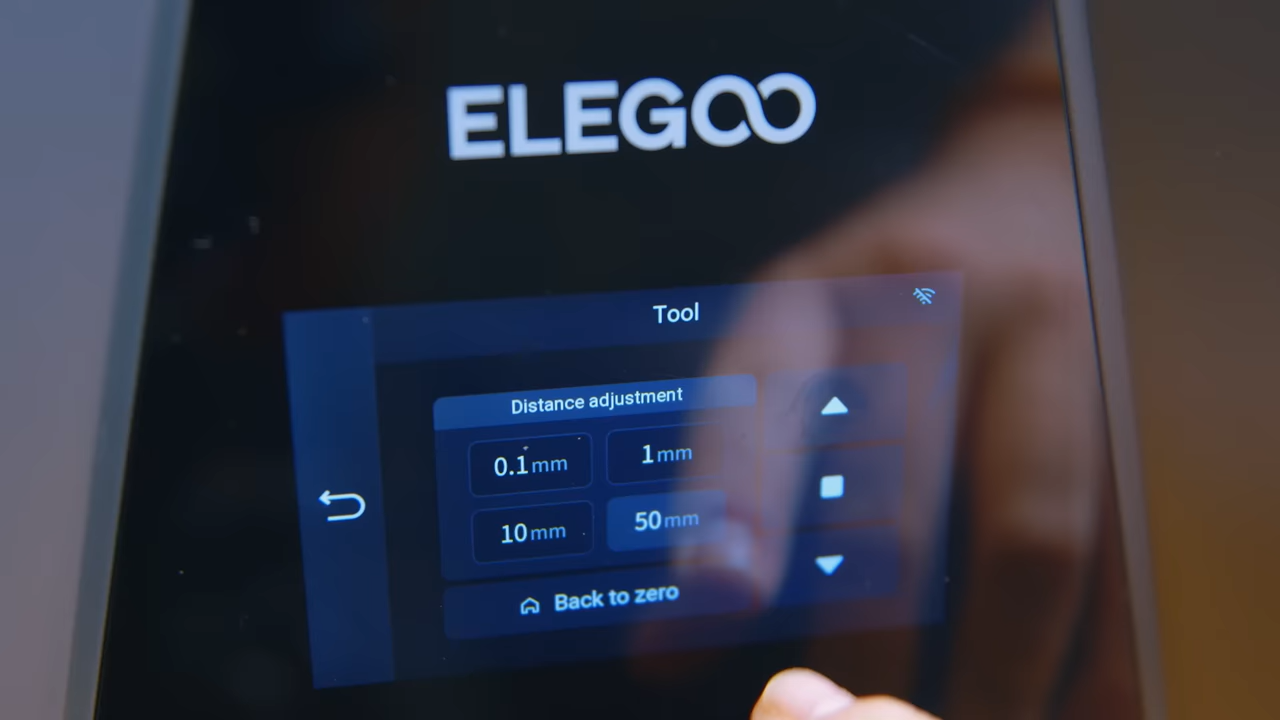 ELEGOO
Tool
Distance adjustment
0.1mm 1mm
10mm 50mm
Back to zero